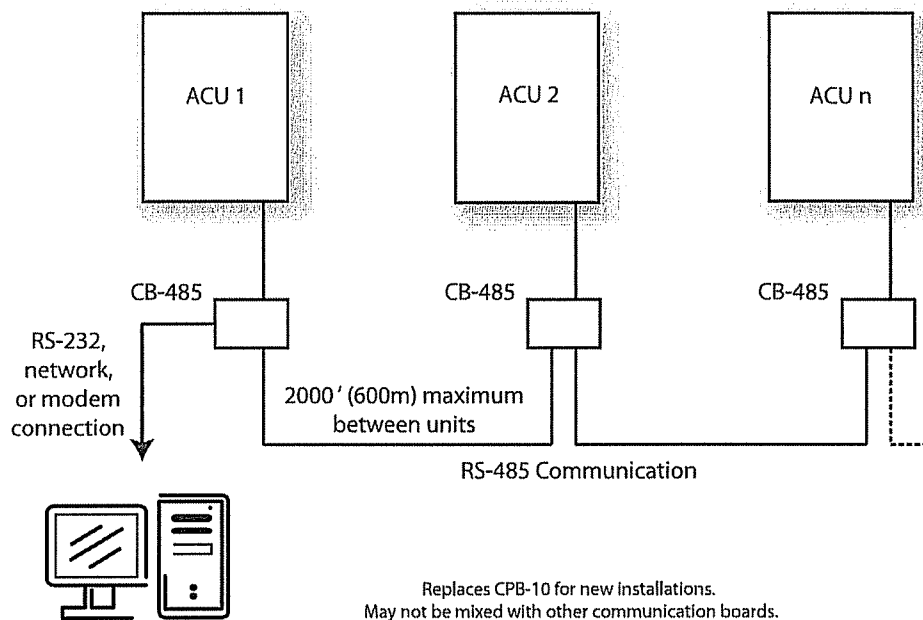 ACU 1
ACU 2
ACU n
CB-485
CB-485
CB-485
RS-232,
network,
or modem
connection
2000' (600m) maximum
between units
RS-485 Communication
Replaces CPB-10 for new installations.
May not be mixed with other communication boards.